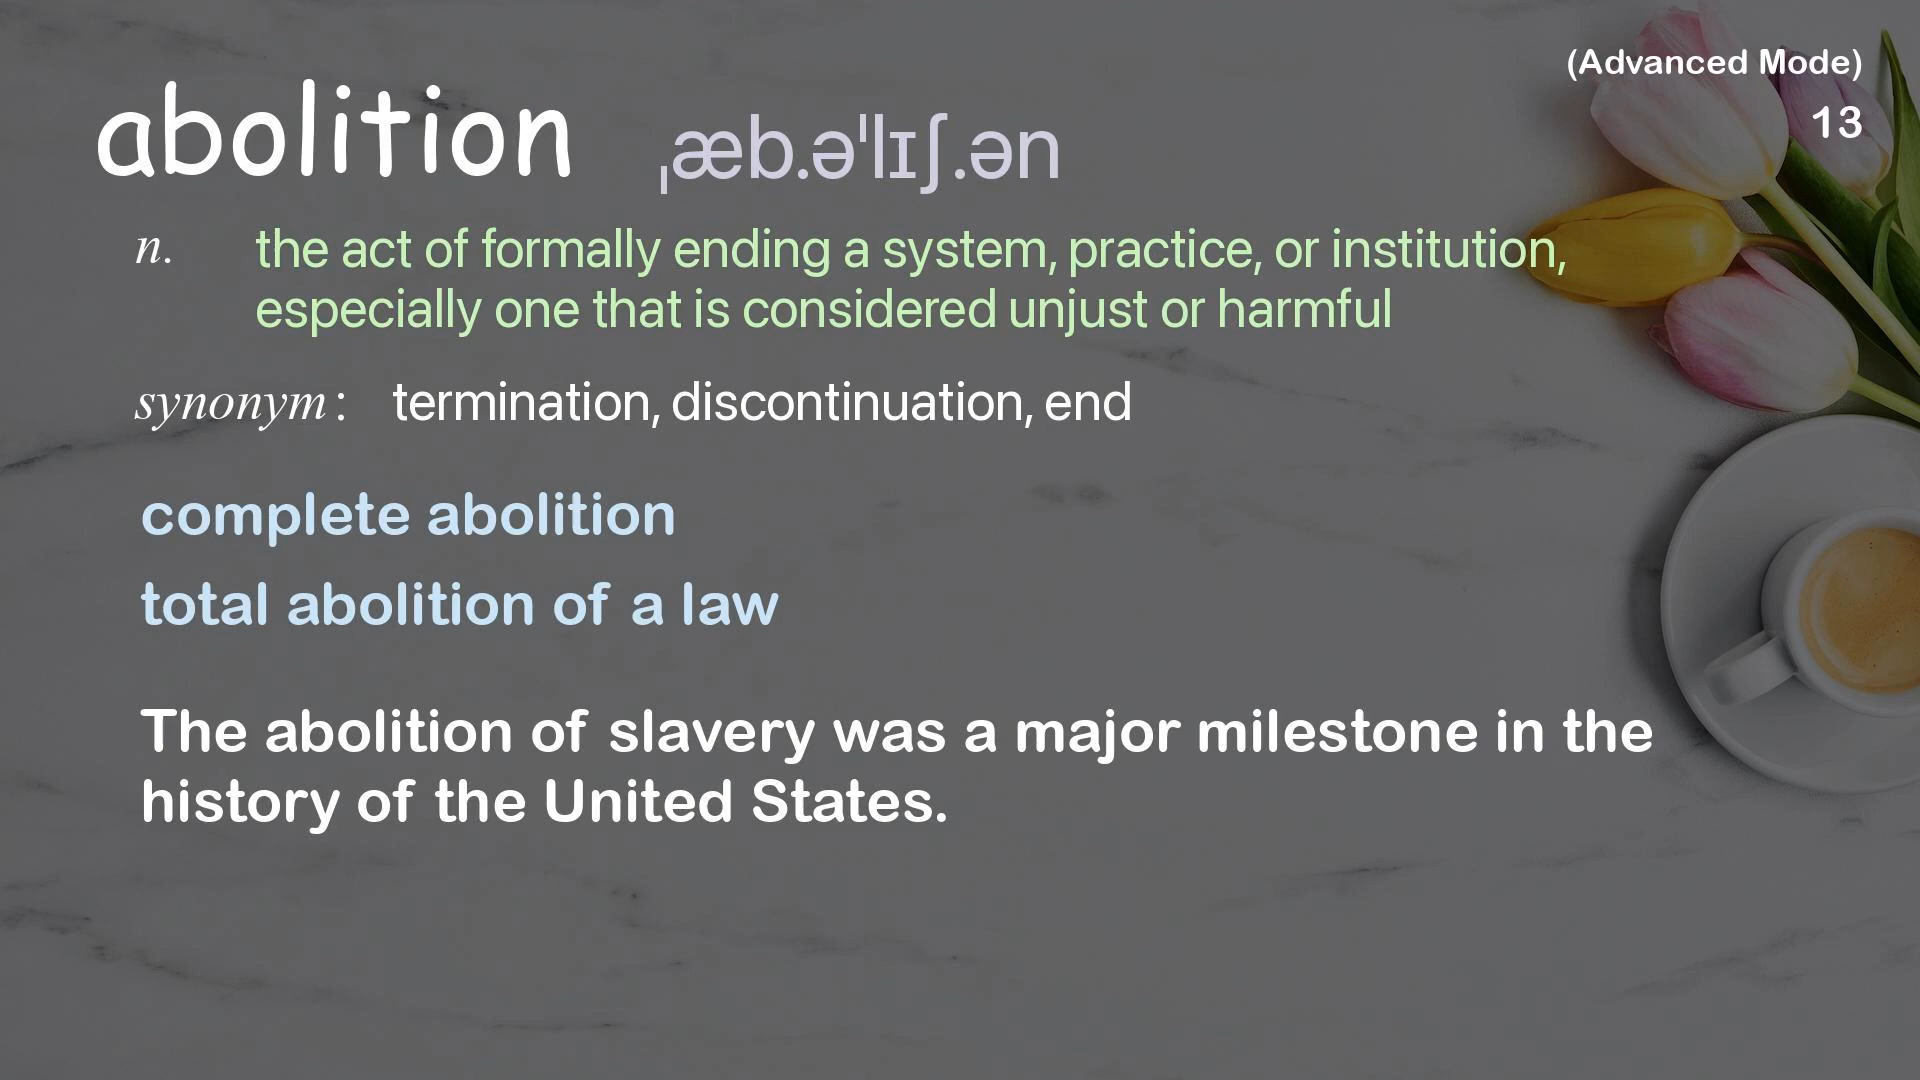 (Advanced Mode)
13
abolition ˌæb.əˈlɪʃ.ən
n. the act of formally ending a system, practice, or institution,
especially one that is considered unjust or harmful
synonym : termination, discontinuation, end
complete abolition
total abolition of a law
The abolition of slavery was a major milestone in the
history of the United States.